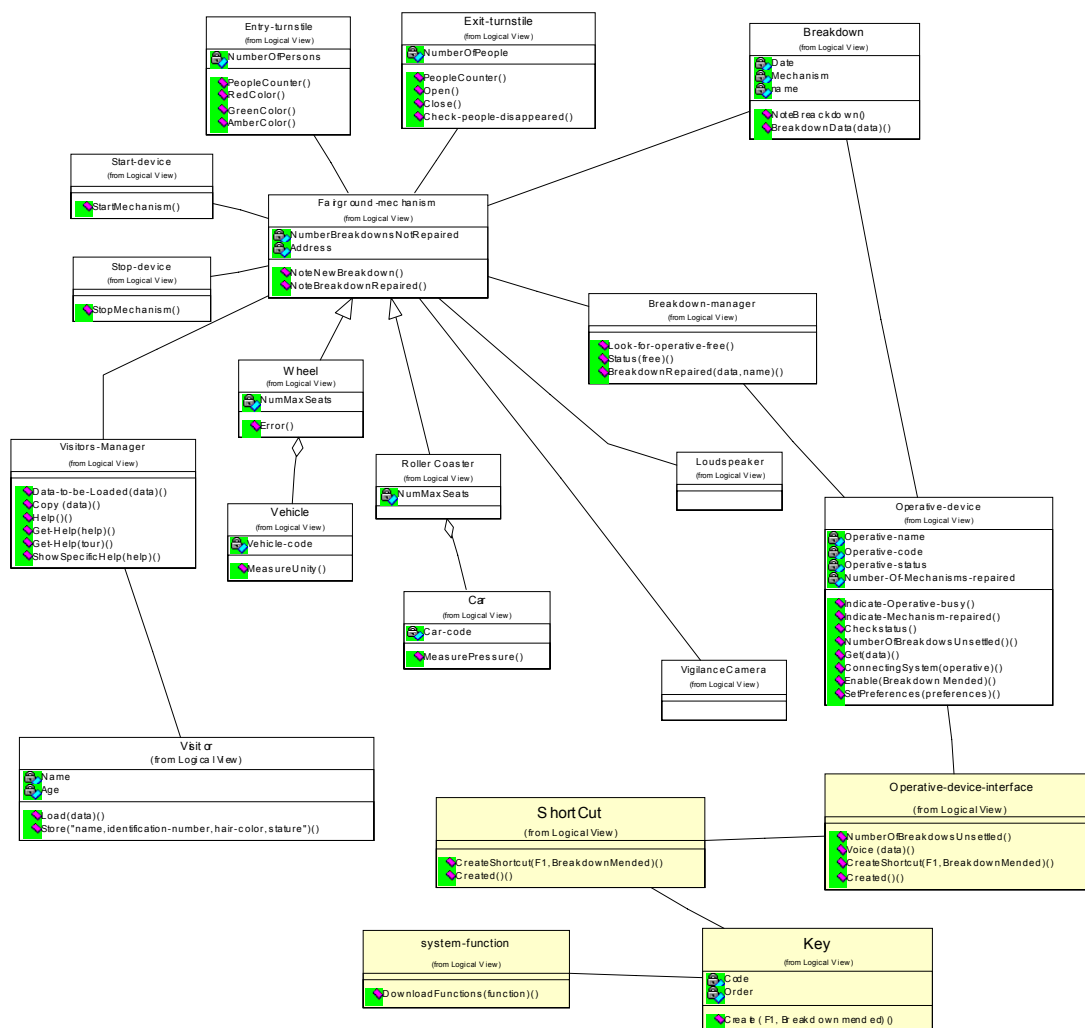 Entry-turnstile
(from Logical View)
NumberOfPersons
PeopleCounter()
RedColor()
GreenColor()
AmberColor()
Exit-turnstile
(from Logical View)
NumberOfPeople
PeopleCounter()
Open()
Close()
Check-people-disappeared()
Breakdown
(from Logical View)
Date
Mechanism
name
NoteBreackdown()
BreakdownData(data)()
Start-device
(from Logical View)
StartMechanism()
Fairground-mechanism
(from Logical View)
NumberBreakdownsNotRepaired
Address
NoteNewBreakdown()
NoteBreakdownRepaired()
Stop-device
(from Logical View)
StopMechanism()
Breakdown-manager
(from Logical View)
Look-for-operative-free()
Status(free)()
BreakdownRepaired(data,name)()
Wheel
(from Logical View)
NumMaxSeats
Error()
Visitors-Manager
(from Logical View)
Data-to-be-Loaded(data)()
Copy (data)()
Help()()
Get-Help(help)()
Get-Help(tour)()
ShowSpecificHelp(help)()
Roller Coaster
(from Logical View)
NumMaxSeats
Loudspeaker
(from Logical View)
Vehicle
(from Logical View)
Vehicle-code
MeasureUnity()
Operative-device
(from Logical View)
Operative-name
Operative-code
Operative-status
Number-Of-Mechanisms-repaired
Indicate-Operative-busy()
Indicate-Mechanism-repaired()
Checkstatus()
NumberOfBreakdowsUnsettled()()
Get(data)()
ConnectingSystem(operative)()
Enable(Breakdown Mended)()
SetPreferences(preferences)()
Car
(from Logical View)
Car-code
MeasurePressure()
VigilanceCamera
(from Logical View)
Visitor
(from Logical View)
Name
Age
Load(data)()
Store("name,identification-number,hair-color,stature")()
Operative-device-interface
(from Logical View)
NumberOfBreakdowsUnsettled()
Voice (data)()
CreateShortcut(F1,BreakdownMended)()
Created()()
ShortCut
(from Logical View)
CreateShortcut(F1,BreakdownMended)()
Created()()
system-function
(from Logical View)
DownloadFunctions(function)()
Key
(from Logical View)
Code
Order
Create ( F1, Breakdown mended)()